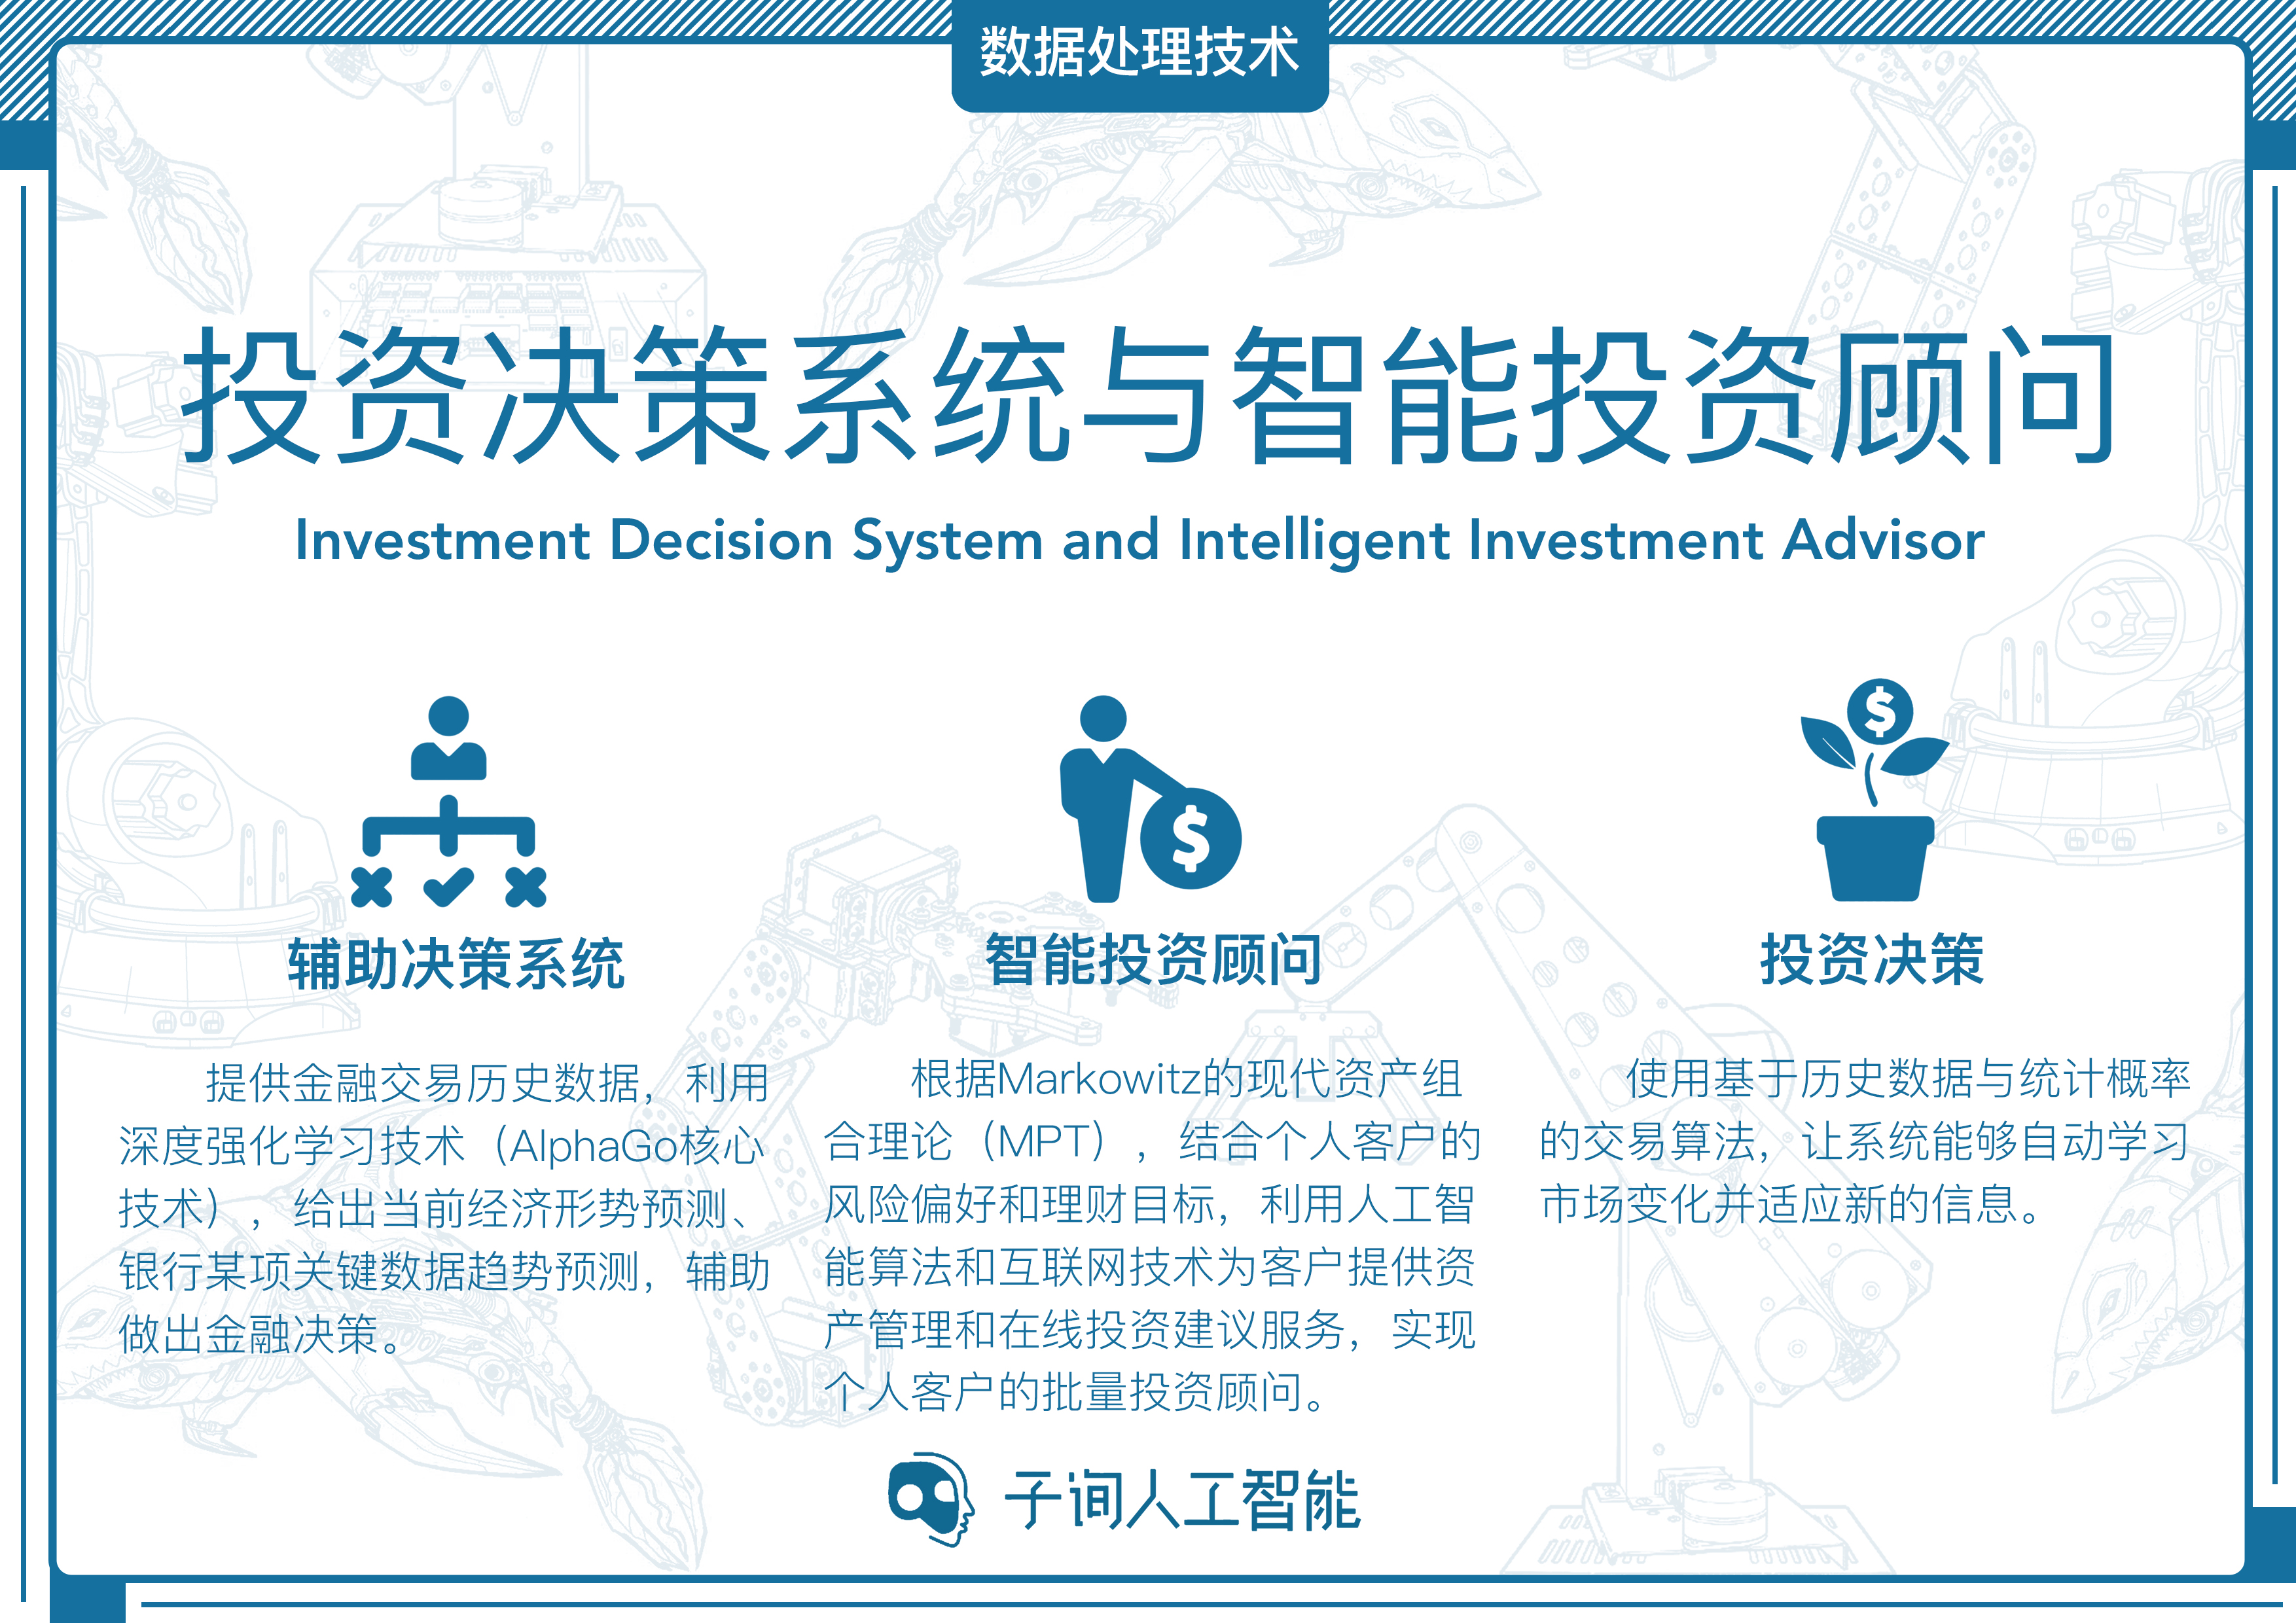 数据处理技术
投资决策系统与智能投资顾问
Investment Decision System and Intelligent Investment Advisor
辅助决策系统
提供金融交易历史数据，利用
深度强化学习技术（AlphaGo核心
技术），给出当前经济形势预测、
银行某项关键数据趋势预测，辅助
做出金融决策。
智能投资顾问
根据Markowitz的现代资产组
合理论（MPT），结合个人客户的
风险偏好和理财目标，利用人工智
能算法和互联网技术为客户提供资
产管理和在线投资建议服务，实现
个人客户的批量投资顾问。
投资决策
使用基于历史数据与统计概率
的交易算法，让系统能够自动学习
市场变化并适应新的信息。
子询人工智能